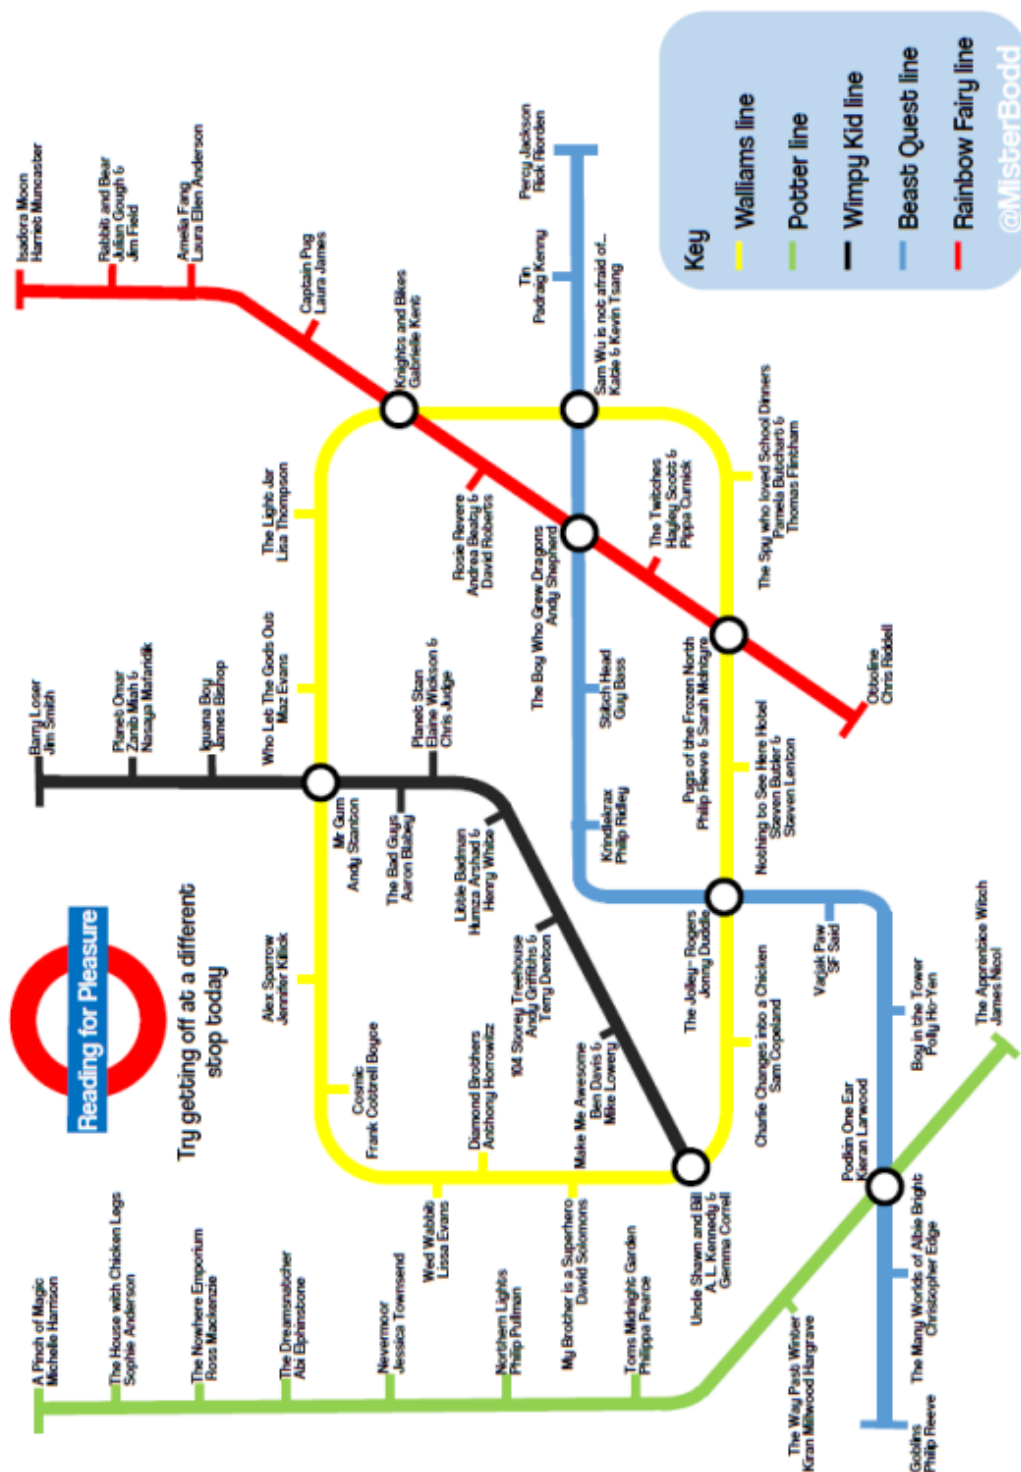 Reading for Pleasure
Try getting off at a different
stop today
A Pinch of Magic
Michelle Harrison
The House with Chicken Legs
Sophie Anderson
The Nowhere Emporium
Ross Mackenzie
The Dreamsnatcher
Abi Elphinstone
Nevermoor
Jessica Townsend
Northern Lights
Philip Pullman
Toms Midnight Garden
Philippa Pearce
The Way Past Winter
Kiran Millwood Hargrave
Podkin One Ear
Kieran Larwood
The Apprentice Witch
James Nicol
Goblins
Philip Reeve
The Many Worlds of Albie Bright
Christopher Edge
Boy in the Tower
Polly Ho-Yen
Varjak Paw
SF Said
The Jolley- Rogers
Jonny Duddle
Krindlekrax
Philip Ridley
Stitch Head
Guy Bass
The Boy Who Grew Dragons
Andy Shepherd
Sam Wu is not afraid of...
Katie & Kevin Tsang
Tin
Padraig Kenny
Percy Jackson
Rick Riorden
Cosmic
Frank Cottrell Boyce
Alex Sparrow
Jennifer Killick
Mr Gum
Andy Stanton
Who Let The Gods Out
Maz Evans
The Light Jar
Lisa Thompson
Knights and Bikes
Gabrielle Kent
The Spy who loved School Dinners
Pamela Butchart &
Thomas Flintham
Pugs of the Frozen North
Philip Reeve & Sarah McIntyre
Nothing to See Here Hotel
Steven Butler &
Steven Lenton
Charlie Changes into a Chicken
Sam Copeland
Uncle Shawn and Bill
A. L. Kennedy &
Gemma Correll
My Brother is a Superhero
David Solomons
Diamond Brothers
Anthony Horrowitz
Wed Wabbit
Lissa Evans
Barry Loser
Jim Smith
Planet Omar
Zanib Miah &
Nasaya Mafaridik
Iguana Boy
James Bishop
The Bad Guys
Aaron Blabey
Planet Stan
Elaine Wickson &
Chris Judge
Little Badman
Humza Arshad &
Henry White
104 Storey Treehouse
Andy Griffiths &
Terry Denton
Make Me Awesome
Ben Davis &
Mike Lowery
Isadora Moon
Harriet Muncaster
Rabbit and Bear
Julian Gough &
Jim Field
Amelia Fang
Laura Ellen Anderson
Captain Pug
Laura James
Rosie Revere
Andrea Beaty &
David Roberts
The Twitches
Hayley Scott &
Pippa Curnick
Ottoline
Chris Riddell
Key
Walliams line
Potter line
Wimpy Kid line
Beast Quest line
Rainbow Fairy line
@MisterBodd